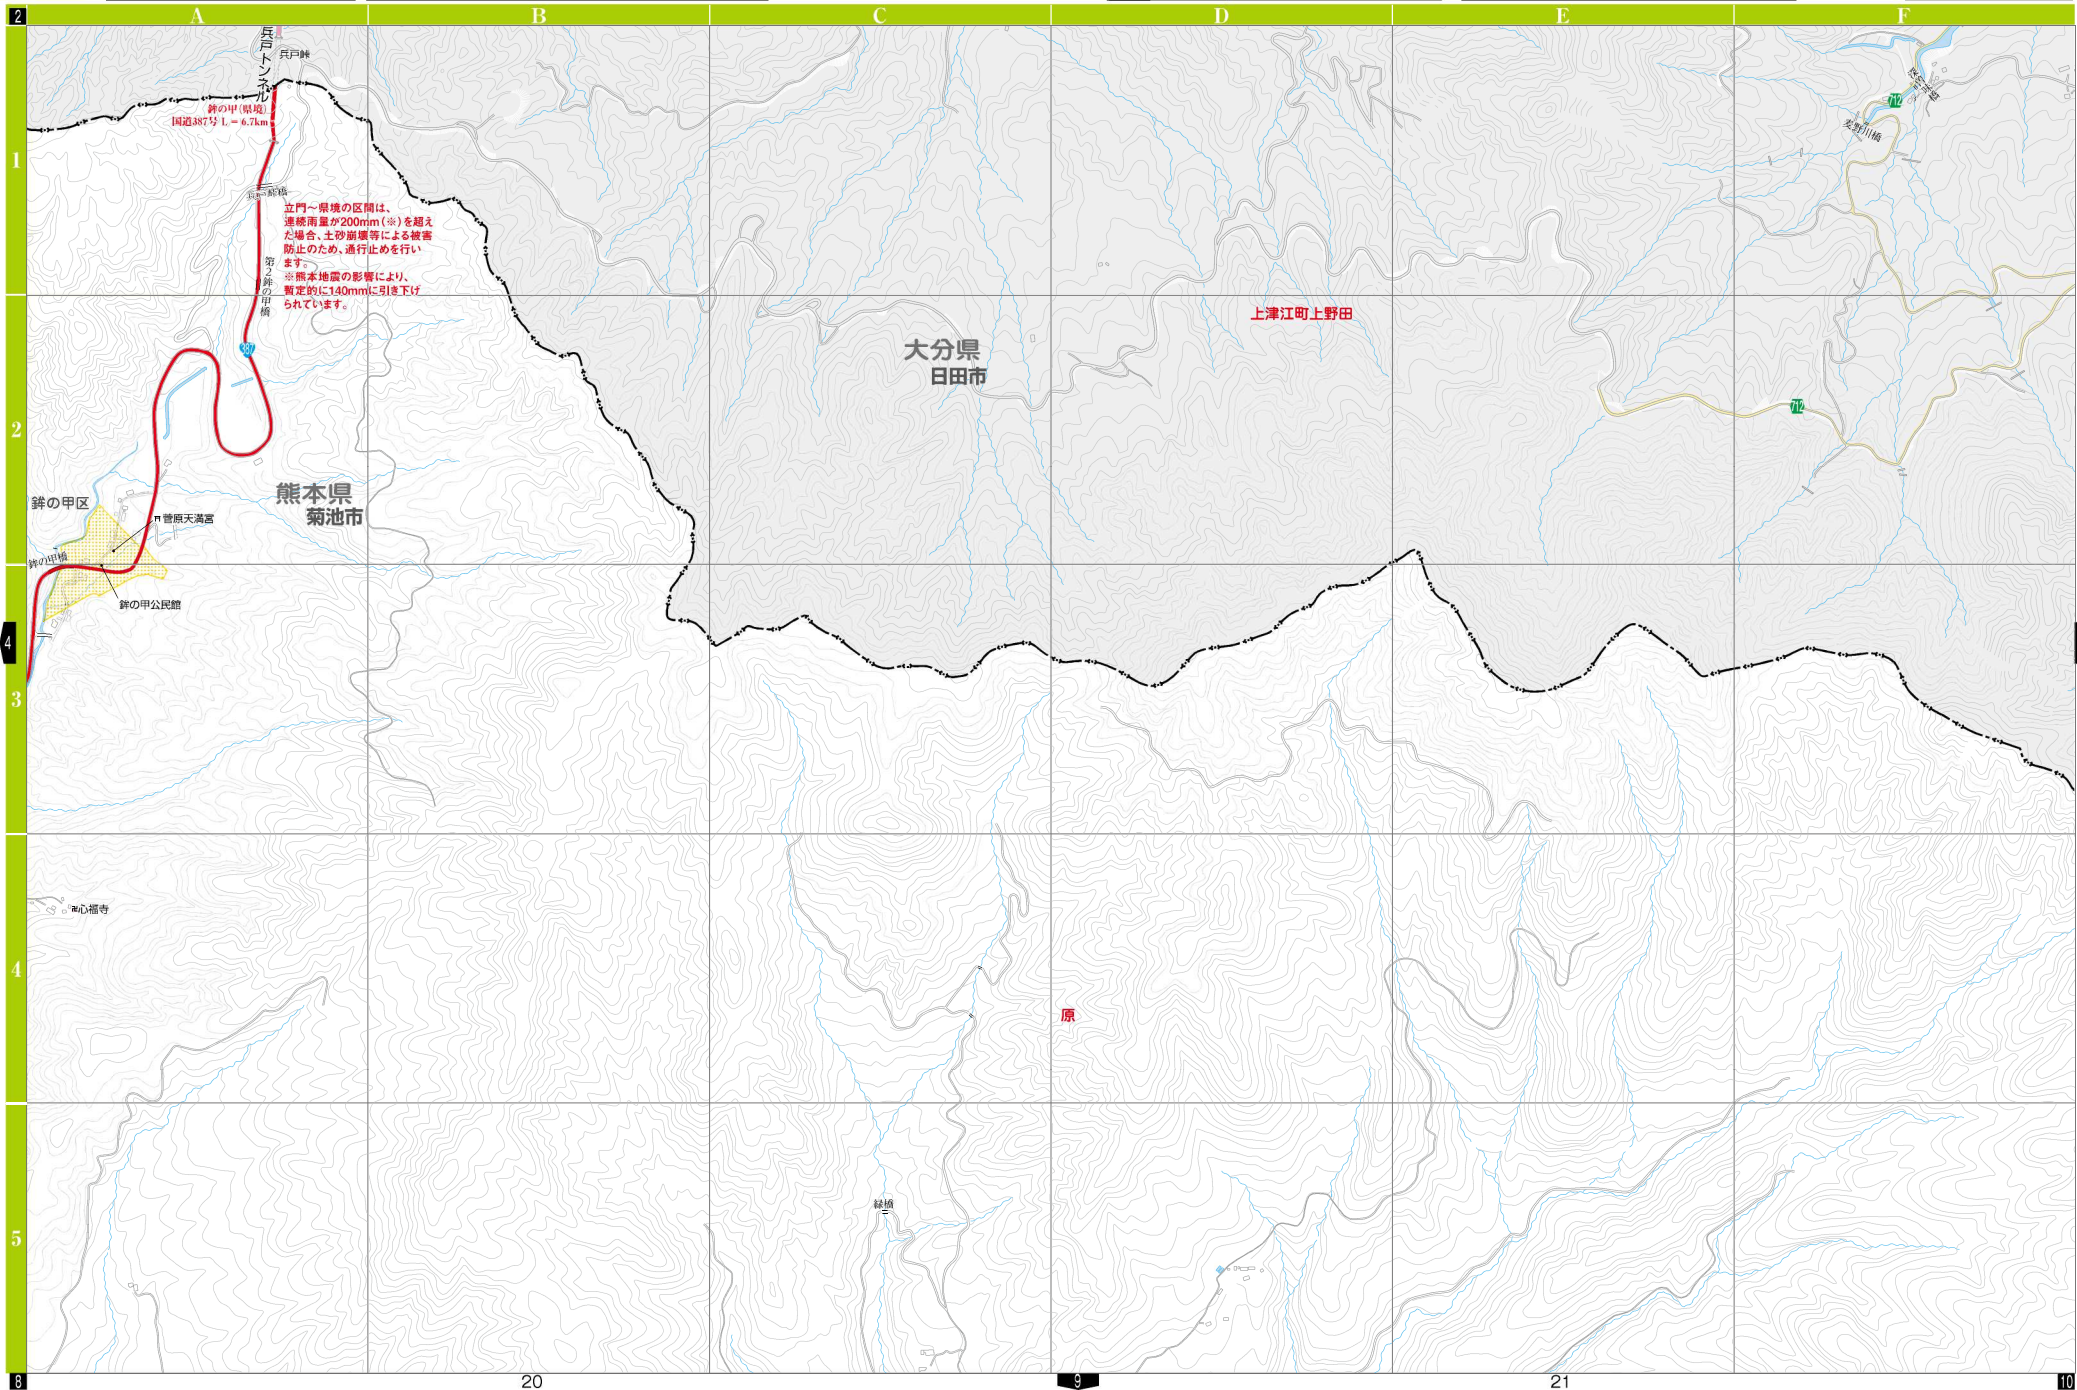 2
A
B
C
D
E
F
兵戸トンネル
兵戸峠
鉾の甲(県境)
国道387号 L = 6.7km
712
麦野川橋
1
立門〜県境の区間は、
連続雨量が200mm(※)を超え
た場合、土砂崩壊等による被害
防止のため、通行止めを行い
ます。
※熊本地震の影響により、
暫定的に140mmに引き下げ
られています。
第2鉾の甲橋
上津江町上野田
387
大分県
日田市
712
2
熊本県
菊池市
鉾の甲区
菅原天満宮
鉾の甲橋
鉾の甲公民館
4
3
卍心福寺
4
原
緑橋
5
8
20
9
21
10